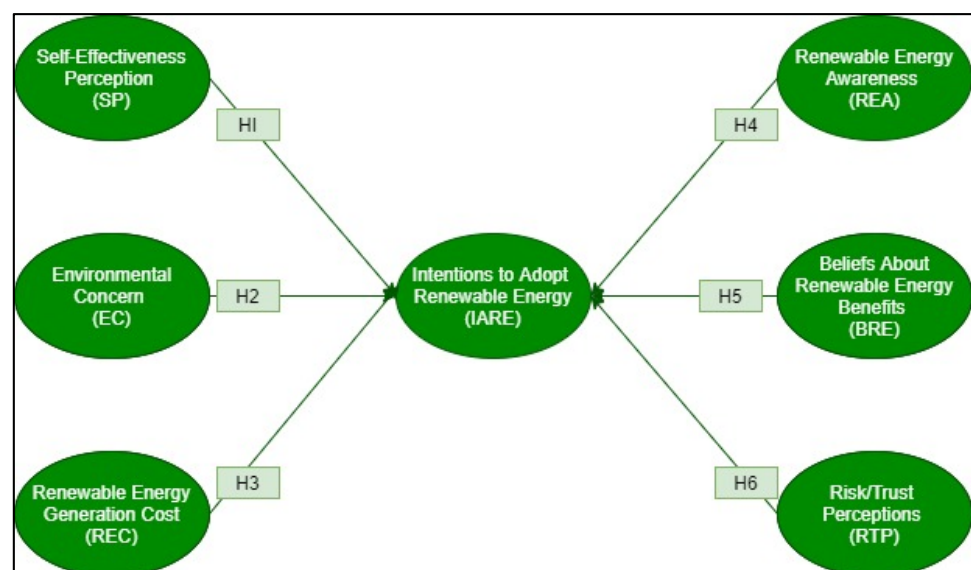 Self-Effectiveness
Perception
(SP)
Renewable Energy
Awareness
(REA)
HI
H4
Environmental
Concern
(EC)
H2
Intentions to Adopt
Renewable Energy
(IARE)
H5
Beliefs About
Renewable Energy
Benefits
(BRE)
H3
H6
Renewable Energy
Generation Cost
(REC)
Risk/Trust
Perceptions
(RTP)